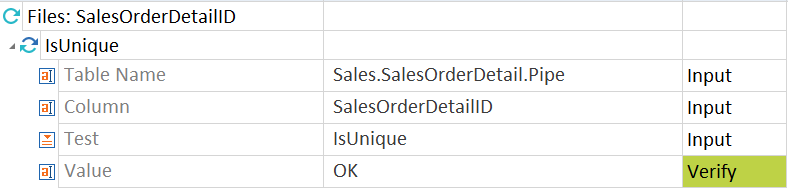 Files: SalesOrderDetailID
IsUnique
Table Name Sales.SalesOrderDetail.Pipe Input
Column SalesOrderDetailID Input
Test IsUnique Input
Value OK Verify